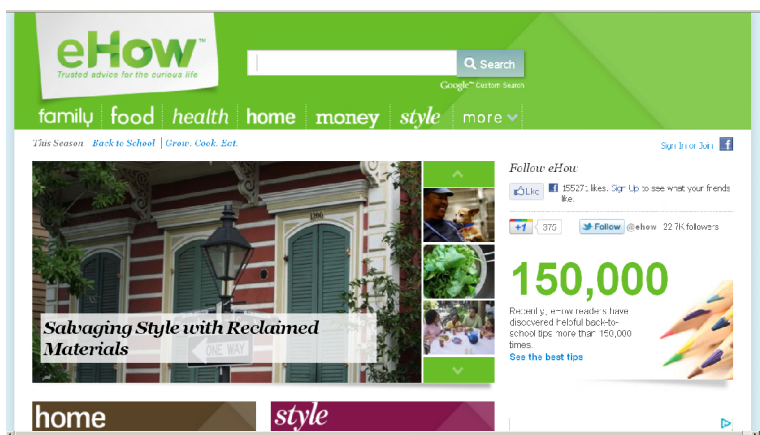 eHow™
Trusted advice for the curious life
Search
Google™ Custom Search
family food health home money style more
This Season Back to School Grow. Cook. Eat.
Sign In or Join
1206
ONE WAY
Salvaging Style with Reclaimed
Materials
Follow eHow
Like 155271 likes. Sign Up to see what your friends
like.
+1 375 Follow @ehow 22.7K followers
150,000
Recently, eHow readers have
discovered helpful back-to-
school tips more than 150,000
times.
See the best tips
home style